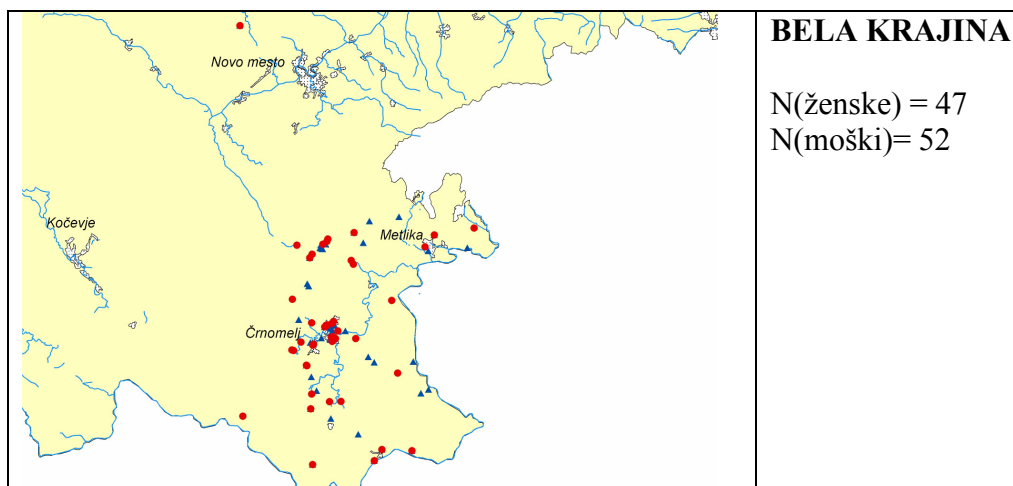 BELA KRAJINA
N(ženske) = 47
N(moški)= 52
Novo mesto
Kočevje
Metlika
Črnomelj